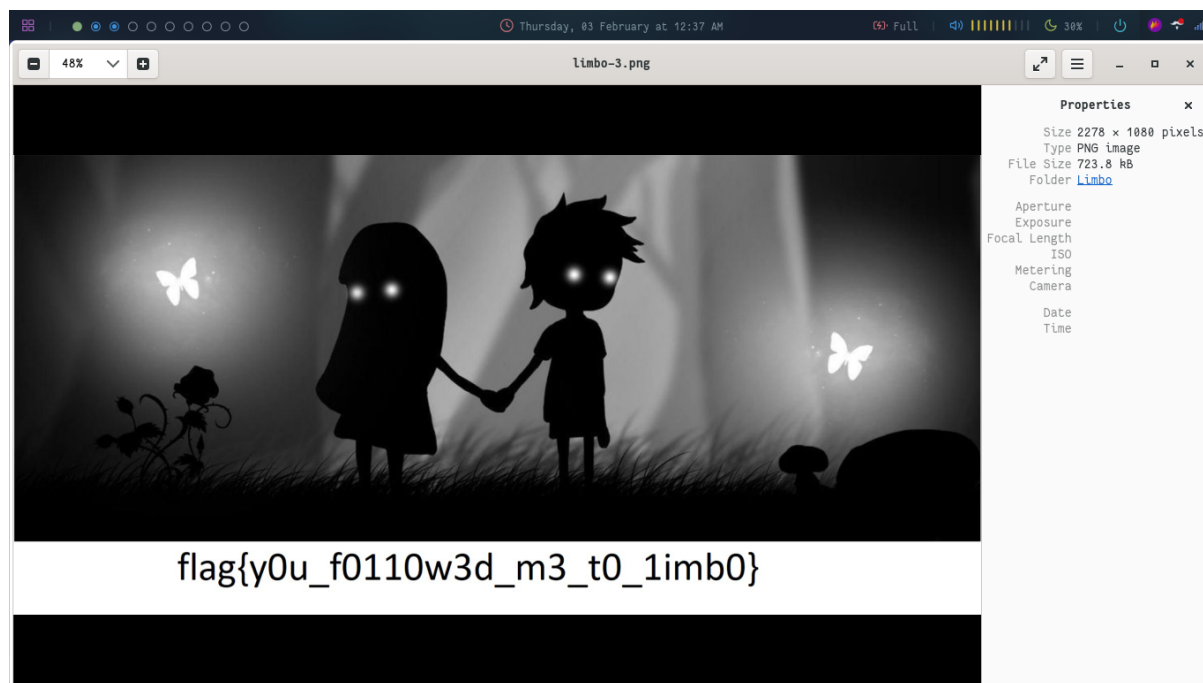 Thursday, 03 February at 12:37 AM
Full
30%
48%
limbo-3.png
Properties
Size 2278 × 1080 pixels
Type PNG image
File Size 723.8 kB
Folder Limbo
Aperture
Exposure
Focal Length
ISO
Metering
Camera
Date
Time
flag{y0u_f0110w3d_m3_t0_1imb0}